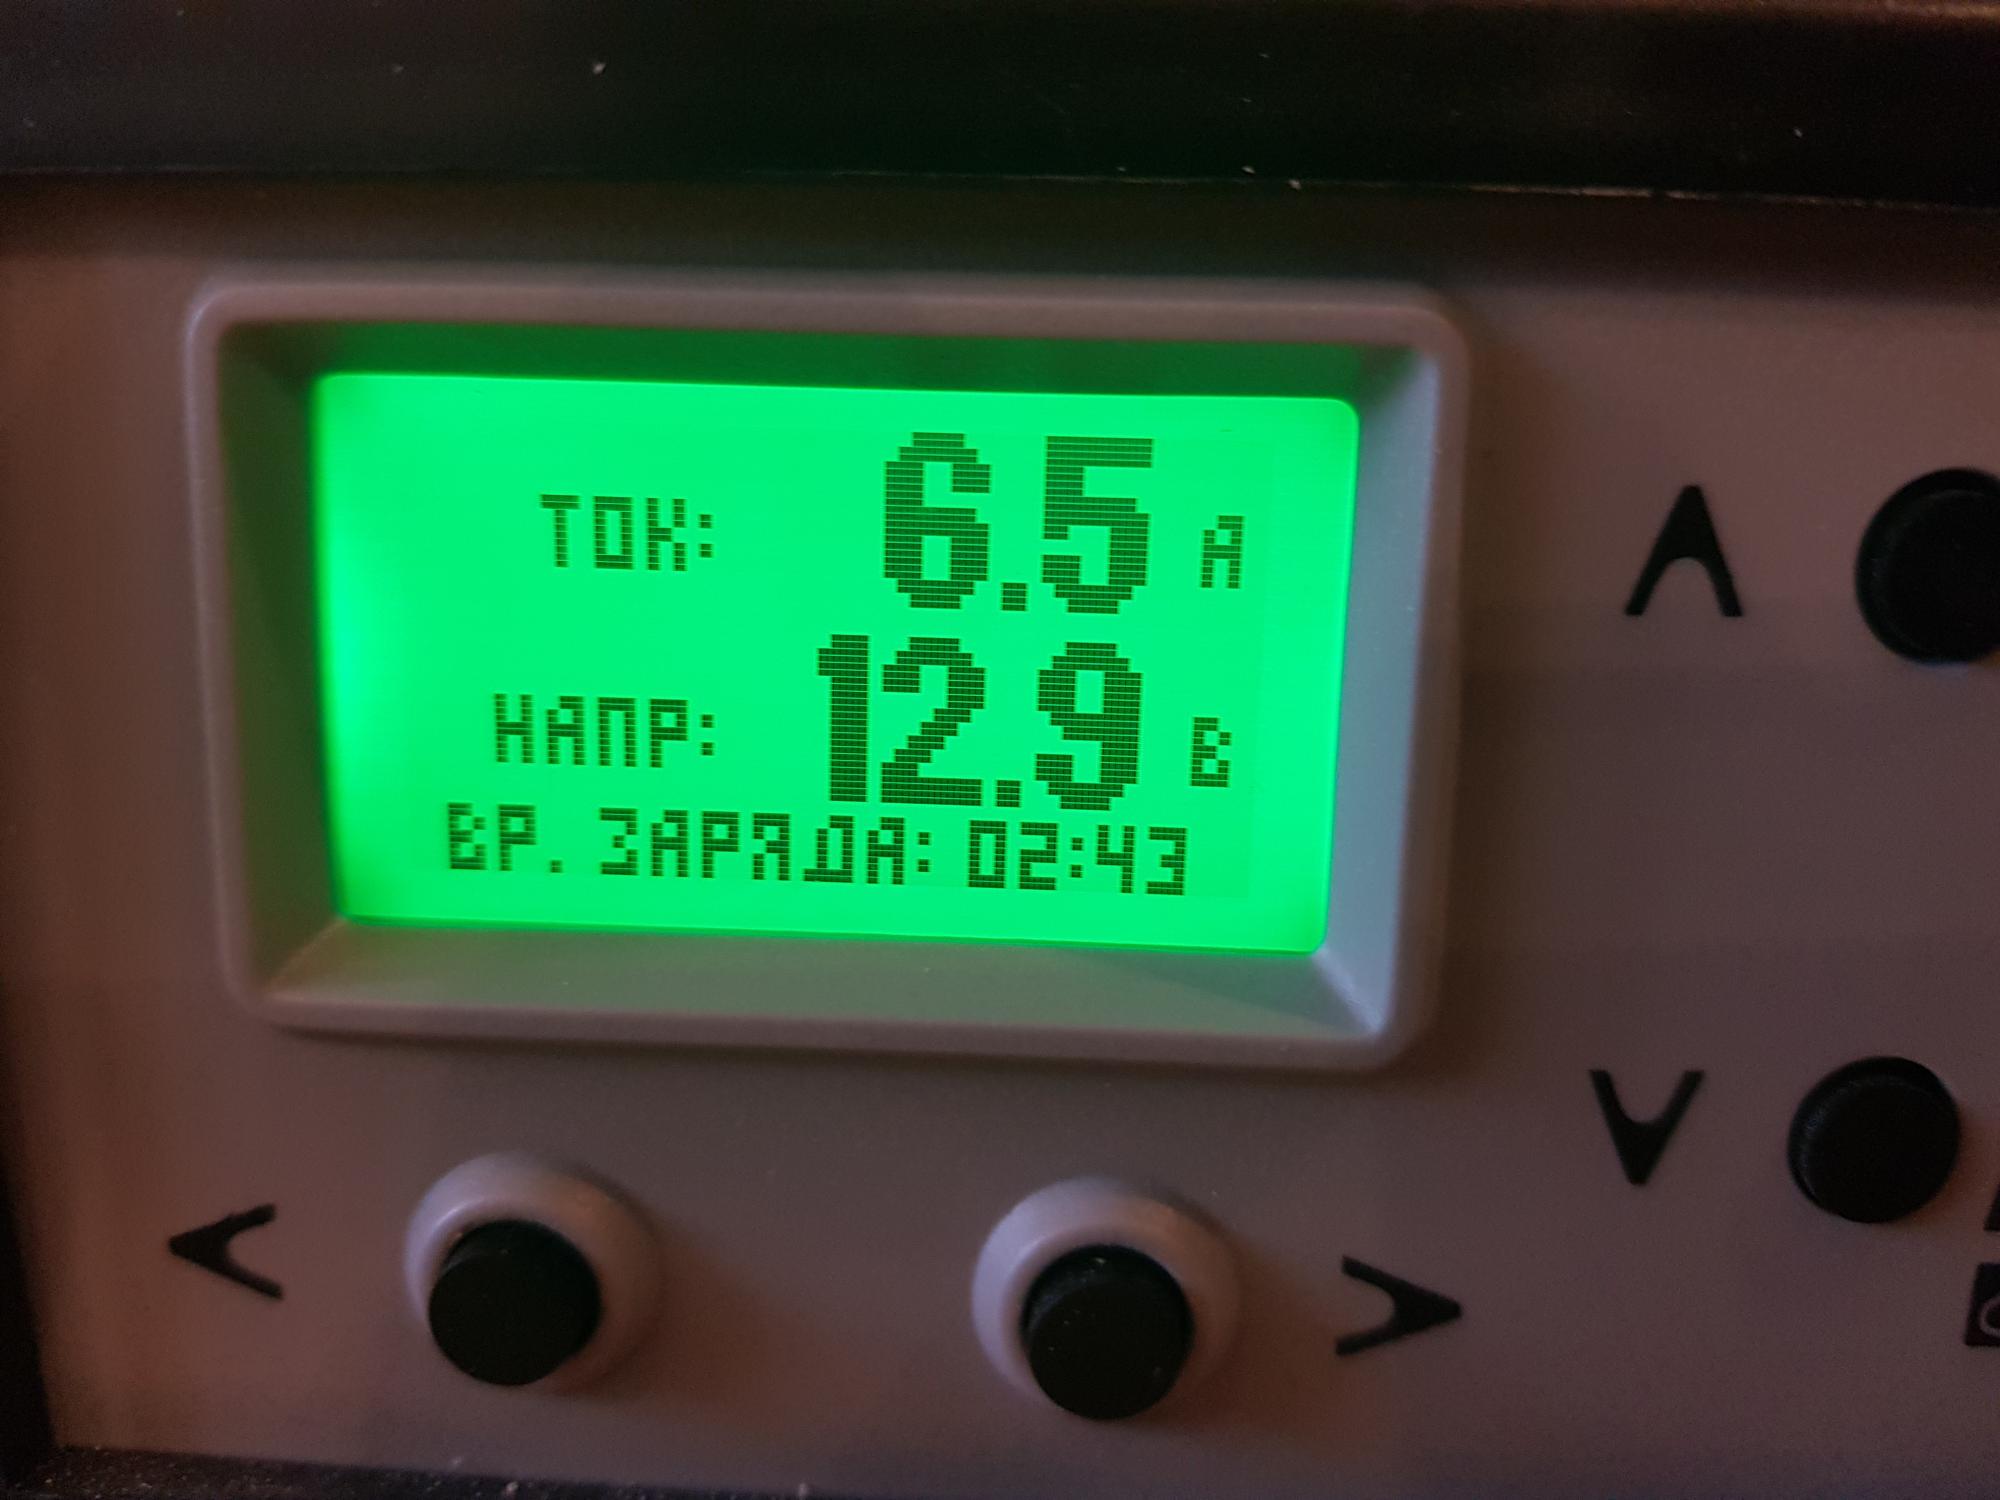 ТОК: 6.5 А
НАПР: 12.9 В
ВР. ЗАРЯДА: 02:43